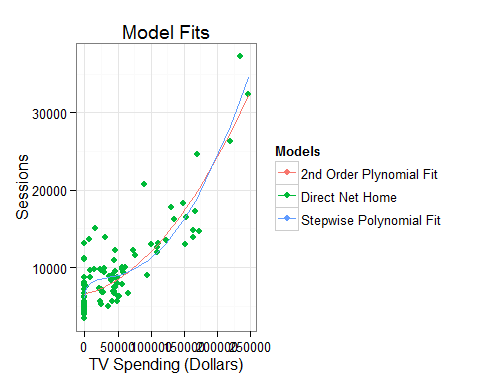 Model Fits
Sessions
30000
20000
10000
0 50000 100000 150000 200000 250000
TV Spending (Dollars)
Models
2nd Order Plynomial Fit
Direct Net Home
Stepwise Polynomial Fit